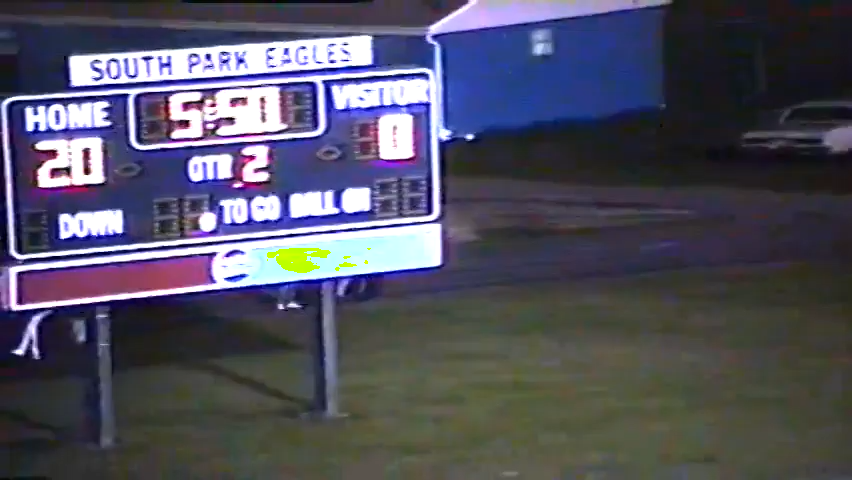 SOUTH PARK EAGLES
HOME 5:50 VISITOR
20 QTR 2 0
DOWN TO GO BALL ON